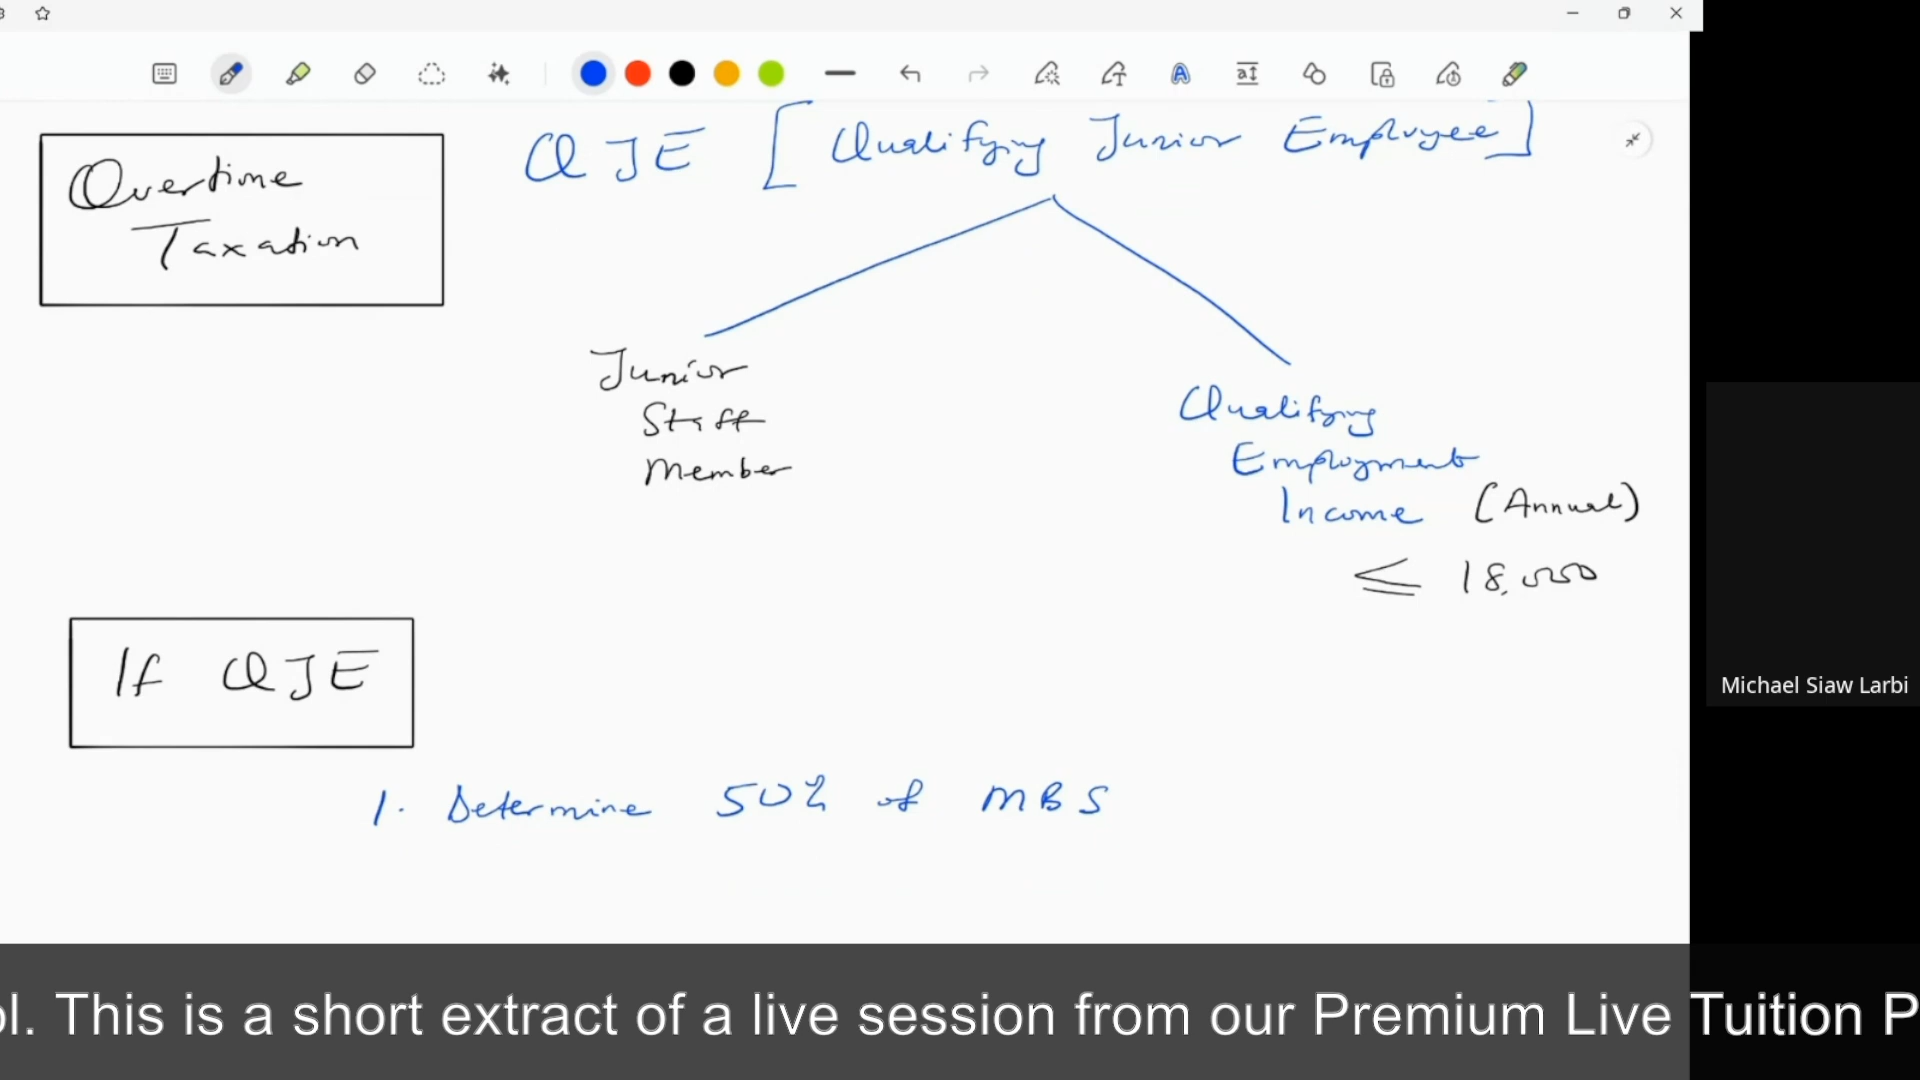 QJE [Qualifying Junior Employee]
Overtime
Taxation
Junior
Staff
Member
Qualifying
Employment
Income (Annual)
≤ 18,000
If QJE
1. Determine 50% of MBS
Michael Siaw Larbi
ol. This is a short extract of a live session from our Premium Live Tuition P